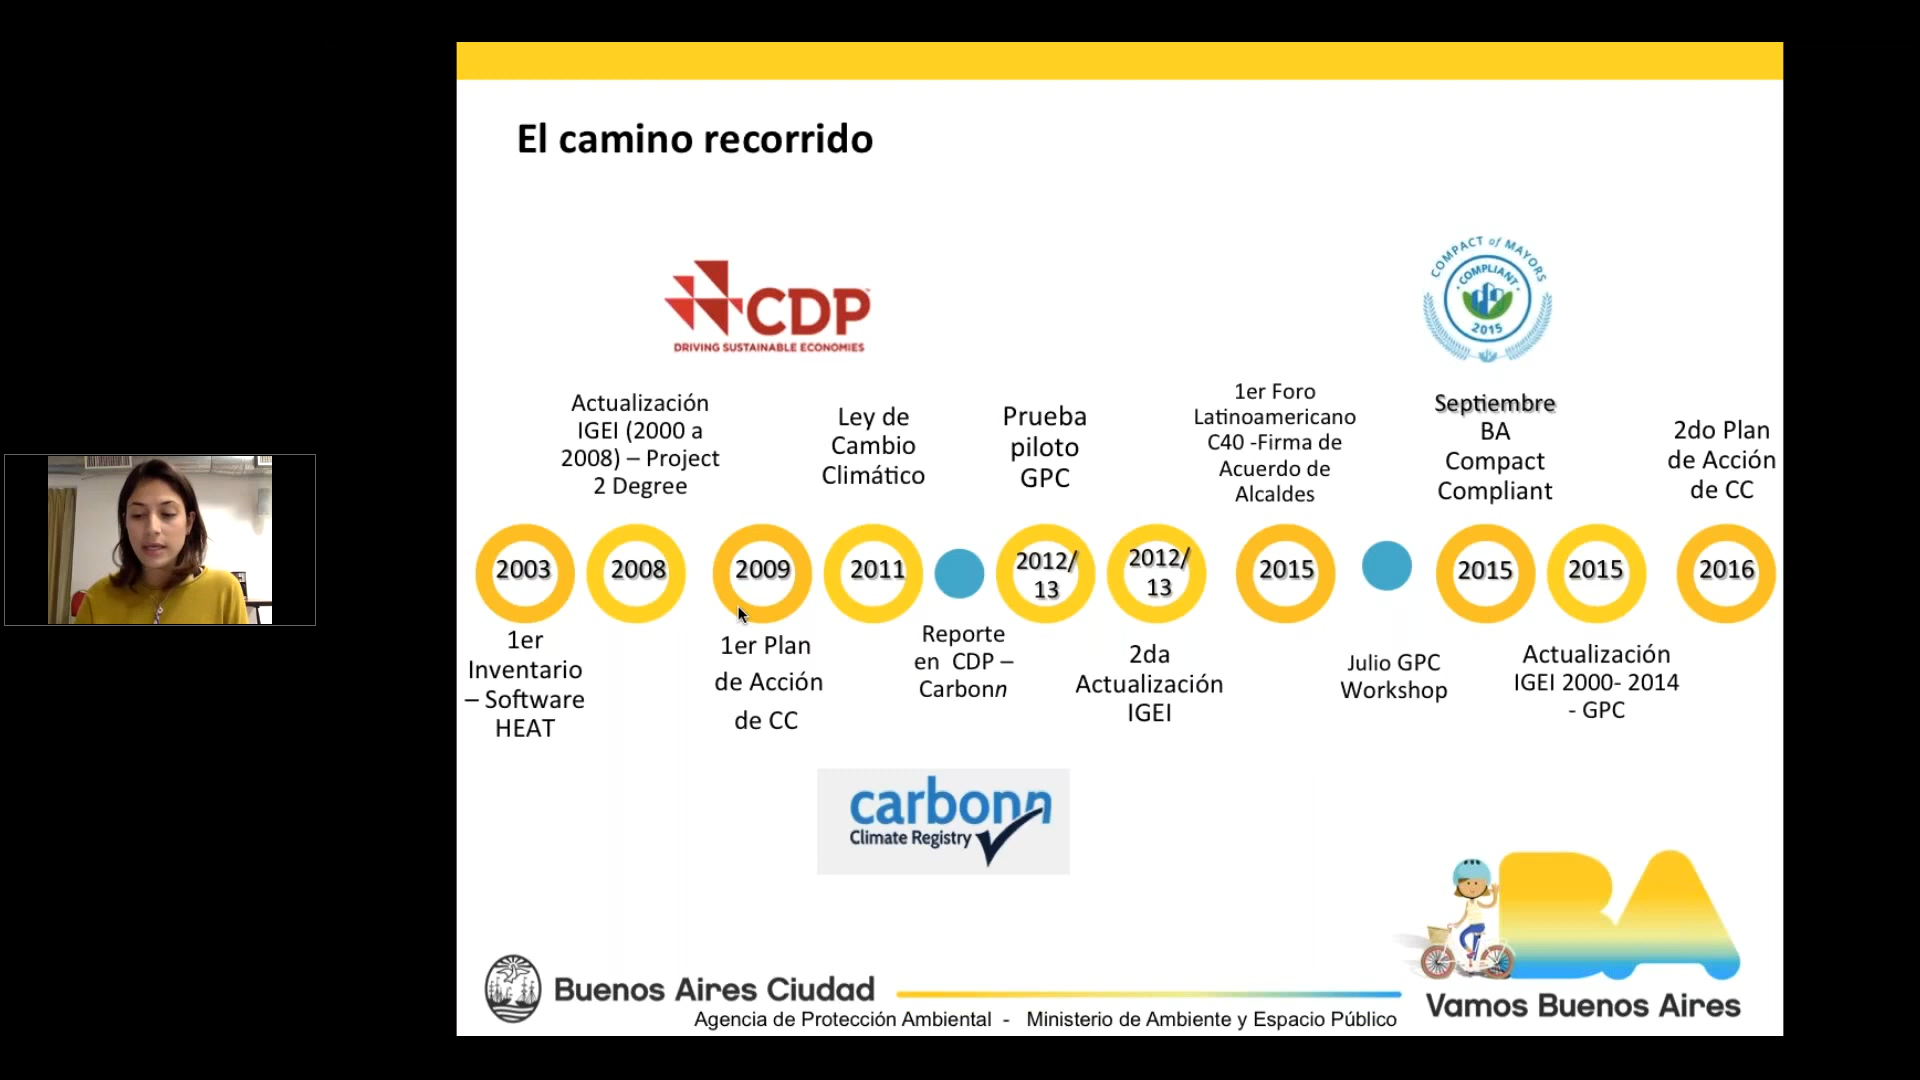 El camino recorrido
CDP
DRIVING SUSTAINABLE ECONOMIES
COMPACT of MAYORS
COMPLIANT
2015
Actualización
IGEI (2000 a
2008) – Project
2 Degree
Ley de
Cambio
Climático
Prueba
piloto
GPC
1er Foro
Latinoamericano
C40 -Firma de
Acuerdo de
Alcaldes
Septiembre
BA
Compact
Compliant
2do Plan
de Acción
de CC
2003
2008
2009
2011
2012/
13
2012/
13
2015
2015
2015
2016
1er
Inventario
– Software
HEAT
1er Plan
de Acción
de CC
Reporte
en CDP –
Carbonn
2da
Actualización
IGEI
Julio GPC
Workshop
Actualización
IGEI 2000- 2014
- GPC
carbonn
Climate Registry
BA
Buenos Aires Ciudad
Vamos Buenos Aires
Agencia de Protección Ambiental - Ministerio de Ambiente y Espacio Público